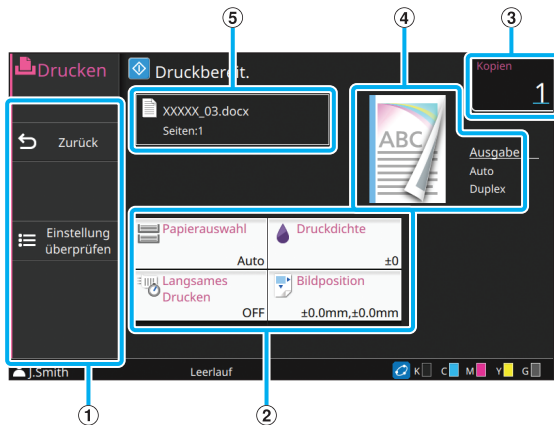 5
4
3
Drucken
Druckbereit.
Kopien
1
XXXXX_03.docx
Seiten:1
ABC
Ausgabe
Auto
Duplex
Zurück
Einstellung
überprüfen
Papierauswahl
Auto
Druckdichte
±0
Langsames
Drucken
OFF
Bildposition
±0.0mm,±0.0mm
J.Smith
Leerlauf
K C M Y G
1
2